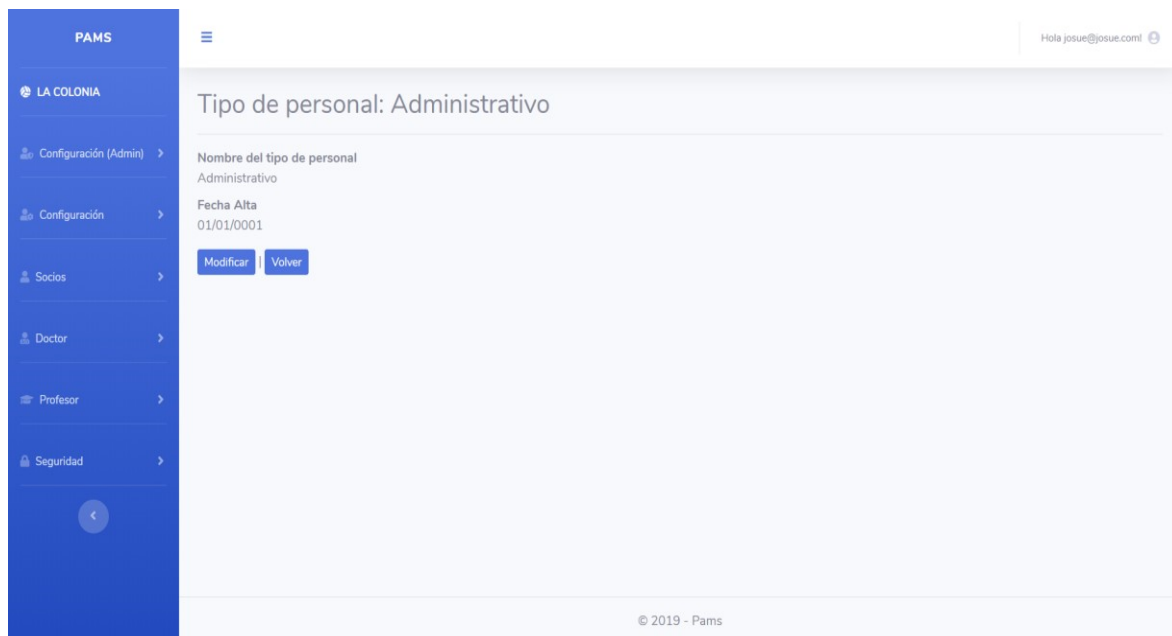 PAMS
Hola josue@josue.com!
LA COLONIA
Tipo de personal: Administrativo
Configuración (Admin)
Nombre del tipo de personal
Administrativo
Configuración
Fecha Alta
01/01/0001
Modificar | Volver
Socios
Doctor
Profesor
Seguridad
© 2019 - Pams